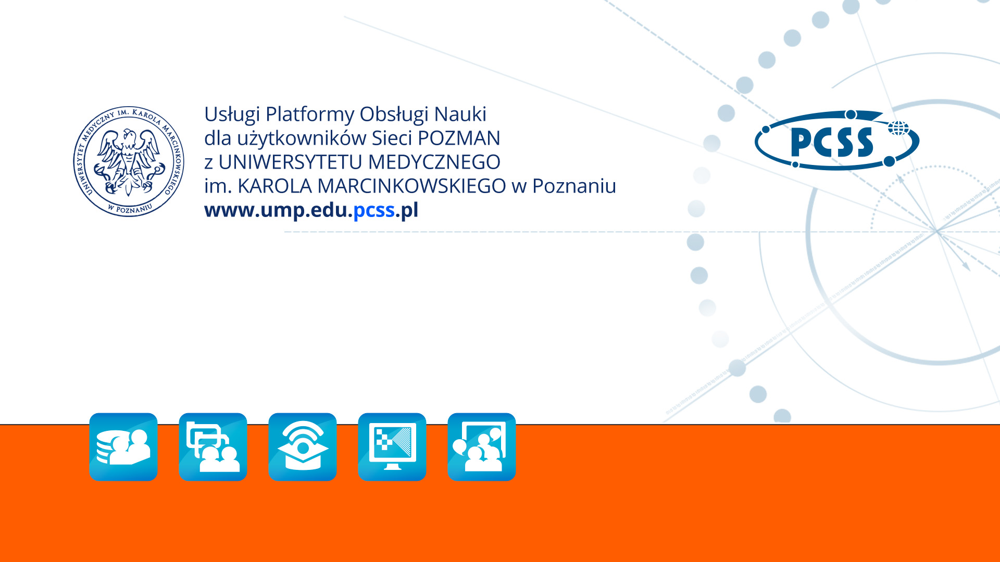 UNIWERSYTET MEDYCZNY IM. KAROLA MARCINKOWSKIEGO
W POZNANIU
Usługi Platformy Obsługi Nauki
dla użytkowników Sieci POZMAN
z UNIWERSYTETU MEDYCZNEGO
im. KAROLA MARCINKOWSKIEGO w Poznaniu
www.ump.edu.pcss.pl
PCSS